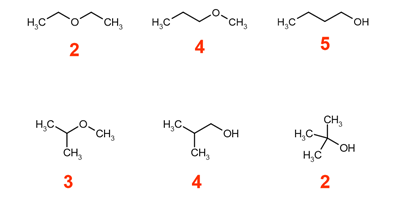 H₃C O CH₃ H₃C O CH₃ H₃C OH
2 4 5
H₃C O CH₃ CH₃ H₃C OH CH₃ CH₃ H₃C H₃C OH
3 4 2